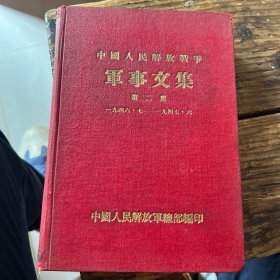 中國人民解放戰爭
軍事文集
第二集
一九四六·七—一九四七·六
中國人民解放軍總部編印